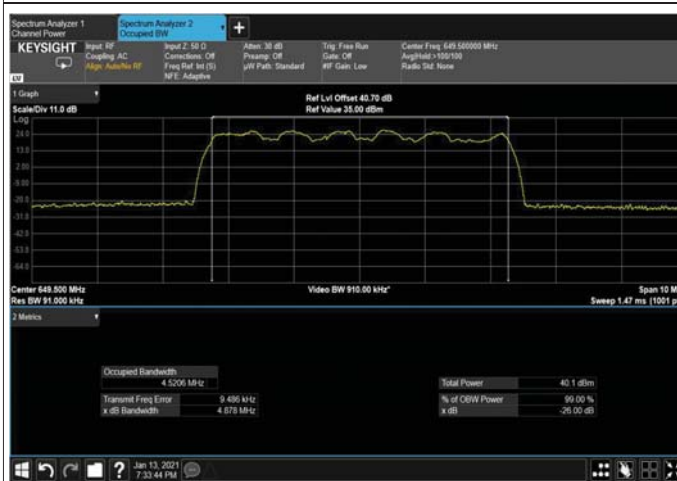 Spectrum Analyzer 1
Channel Power
Spectrum Analyzer 2
Occupied BW
+
KEYSIGHT
Input: RF
Coupling: AC
Align: Auto/No RF
Input Z: 50 Ω
Corrections: Off
Freq Ref: Int (S)
NFE: Adaptive
Atten: 30 dB
Preamp: Off
µW Path: Standard
Trig: Free Run
Gate: Off
#IF Gain: Low
Center Freq: 649.500000 MHz
Avg|Hold:>100/100
Radio Std: None
1 Graph
Scale/Div 11.0 dB
Ref Lvl Offset 40.70 dB
Ref Value 35.00 dBm
Log
24.0
13.0
2.00
-9.00
-20.0
-31.0
-42.0
-53.0
-64.0
Center 649.500 MHz
Res BW 91.000 kHz
Video BW 910.00 kHz*
Span 10 M
Sweep 1.47 ms (1001 p
2 Metrics
Occupied Bandwidth
4.5206 MHz
Transmit Freq Error 9.486 kHz
x dB Bandwidth 4.878 MHz
Total Power 40.1 dBm
% of OBW Power 99.00 %
x dB -26.00 dB
?
Jan 13, 2021
7:33:44 PM